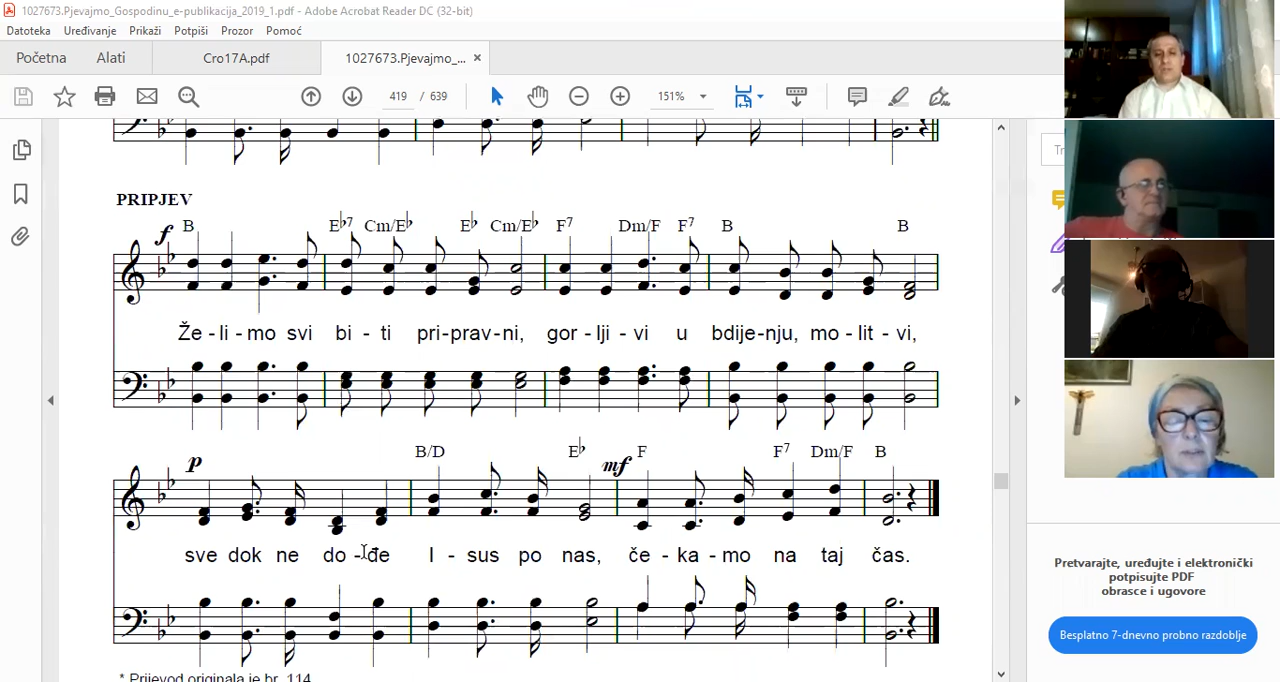 1027673.Pjevajmo_Gospodinu_e-publikacija_2019_1.pdf - Adobe Acrobat Reader DC (32-bit)
Datoteka Uređivanje Prikaži Potpiši Prozor Pomoć
Početna Alati Cro17A.pdf 1027673.Pjevajmo_... ×
419 / 639 151%
PRIPJEV
f B E♭7 Cm/E♭ E♭ Cm/E♭ F7 Dm/F F7 B B
Že - li - mo svi bi - ti pri-prav-ni, gor - lji - vi u bdije-nju, mo - lit - vi,
p B/D E♭ mf F F7 Dm/F B
sve dok ne do - đe I - sus po nas, če - ka - mo na taj čas.
* Prijevod originala je br. 114
Pretvarajte, uredujte i elektronički
potpisujte PDF
obrasce i ugovore
Besplatno 7-dnevno probno razdoblje